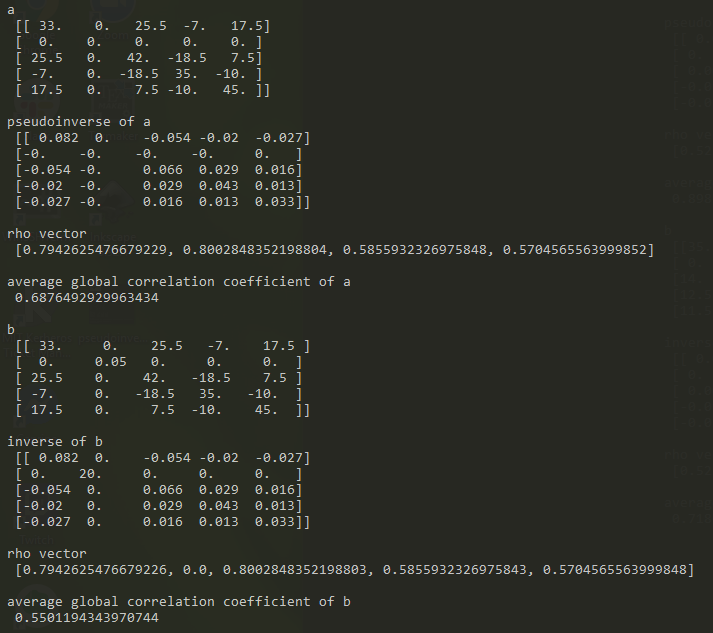 a
[[ 33. 0. 25.5 -7. 17.5]
[ 0. 0. 0. 0. 0. ]
[ 25.5 0. 42. -18.5 7.5]
[ -7. 0. -18.5 35. -10. ]
[ 17.5 0. 7.5 -10. 45. ]]
pseudoinverse of a
[[ 0.082 0. -0.054 -0.02 -0.027]
[-0. -0. -0. -0. 0. ]
[-0.054 -0. 0.066 0.029 0.016]
[-0.02 -0. 0.029 0.043 0.013]
[-0.027 -0. 0.016 0.013 0.033]]
rho vector
[0.7942625476679229, 0.8002848352198804, 0.5855932326975848, 0.5704565563999852]
average global correlation coefficient of a
0.6876492929963434
b
[[ 33. 0. 25.5 -7. 17.5 ]
[ 0. 0.05 0. 0. 0. ]
[ 25.5 0. 42. -18.5 7.5 ]
[ -7. 0. -18.5 35. -10. ]
[ 17.5 0. 7.5 -10. 45. ]]
inverse of b
[[ 0.082 0. -0.054 -0.02 -0.027]
[ 0. 20. 0. 0. 0. ]
[-0.054 0. 0.066 0.029 0.016]
[-0.02 0. 0.029 0.043 0.013]
[-0.027 0. 0.016 0.013 0.033]]
rho vector
[0.7942625476679226, 0.0, 0.8002848352198803, 0.5855932326975843, 0.5704565563999848]
average global correlation coefficient of b
0.5501194343970744